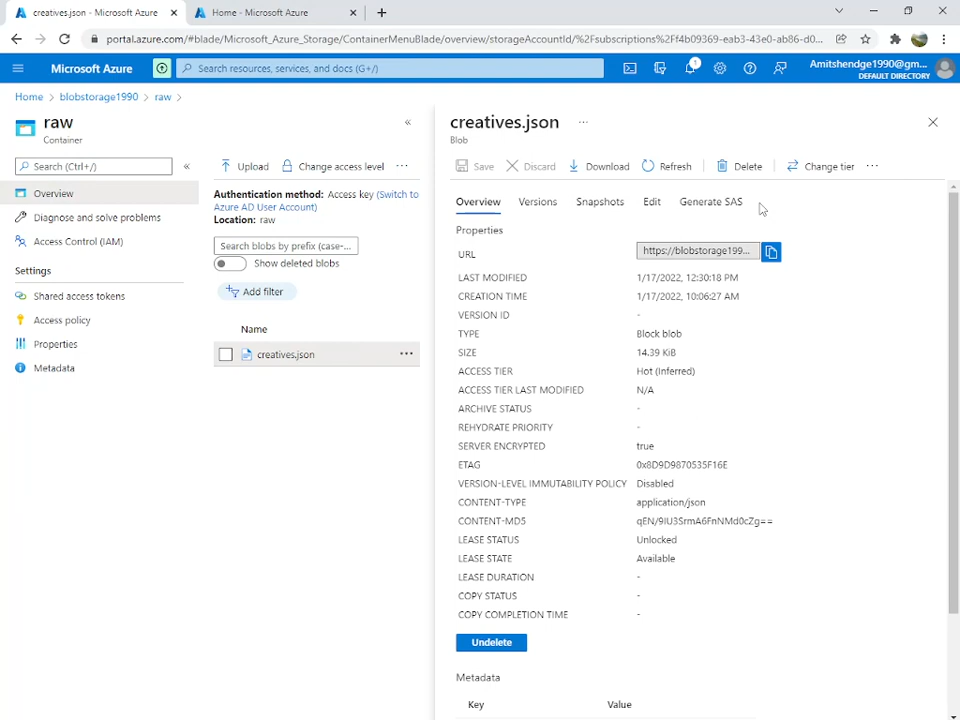 creatives.json - Microsoft Azure
Home - Microsoft Azure
portal.azure.com/#blade/Microsoft_Azure_Storage/ContainerMenuBlade/overview/storageAccountId/%2Fsubscriptions%2Ff4b09369-eab3-43e0-ab86-d0...
Microsoft Azure
Search resources, services, and docs (G+/)
1
Amitshendge1990@gm...
DEFAULT DIRECTORY
Home > blobstorage1990 > raw >
raw
Container
«
Search (Ctrl+/)
«
Overview
Diagnose and solve problems
Access Control (IAM)
Settings
Shared access tokens
Access policy
Properties
Metadata
Upload
Change access level
...
Authentication method: Access key (Switch to
Azure AD User Account)
Location: raw
Search blobs by prefix (case-...
Show deleted blobs
Add filter
Name
creatives.json
...
creatives.json
...
Blob
Save
Discard
Download
Refresh
Delete
Change tier
...
Overview
Versions
Snapshots
Edit
Generate SAS
Properties
URL https://blobstorage199...
LAST MODIFIED 1/17/2022, 12:30:18 PM
CREATION TIME 1/17/2022, 10:06:27 AM
VERSION ID -
TYPE Block blob
SIZE 14.39 KiB
ACCESS TIER Hot (Inferred)
ACCESS TIER LAST MODIFIED N/A
ARCHIVE STATUS -
REHYDRATE PRIORITY -
SERVER ENCRYPTED true
ETAG 0x8D9D9870535F16E
VERSION-LEVEL IMMUTABILITY POLICY Disabled
CONTENT-TYPE application/json
CONTENT-MD5 qEN/9IU3SrmA6FnNMd0cZg==
LEASE STATUS Unlocked
LEASE STATE Available
LEASE DURATION -
COPY STATUS -
COPY COMPLETION TIME -
Undelete
Metadata
Key Value